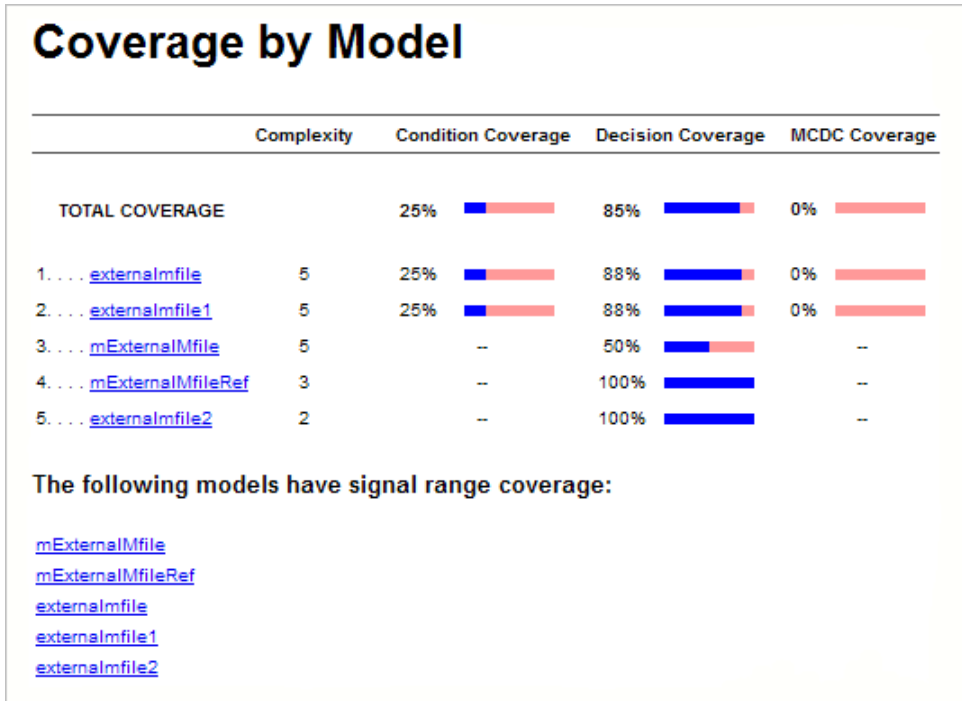 Coverage by Model
Complexity Condition Coverage Decision Coverage MCDC Coverage
TOTAL COVERAGE 25% 85% 0%
1. . . . externalmfile 5 25% 88% 0%
2. . . . externalmfile1 5 25% 88% 0%
3. . . . mExternalMfile 5 -- 50% --
4. . . . mExternalMfileRef 3 -- 100% --
5. . . . externalmfile2 2 -- 100% --
The following models have signal range coverage:
mExternalMfile
mExternalMfileRef
externalmfile
externalmfile1
externalmfile2